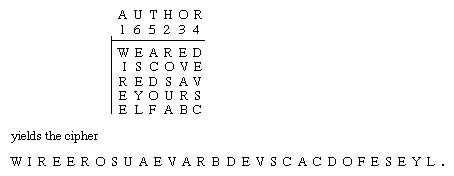 A U T H O R
1 6 5 2 3 4
W E A R E D
I S C O V E
R E D S A V
E Y O U R S
E L F A B C
yields the cipher
W I R E E R O S U A E V A R B D E V S C A C D O F E S E Y L .